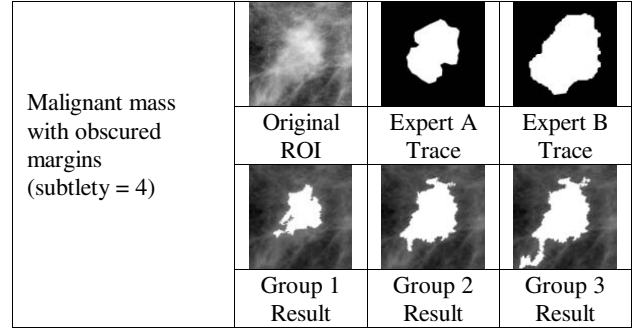 Malignant mass
with obscured
margins
(subtlety = 4)
Original
ROI
Expert A
Trace
Expert B
Trace
Group 1
Result
Group 2
Result
Group 3
Result